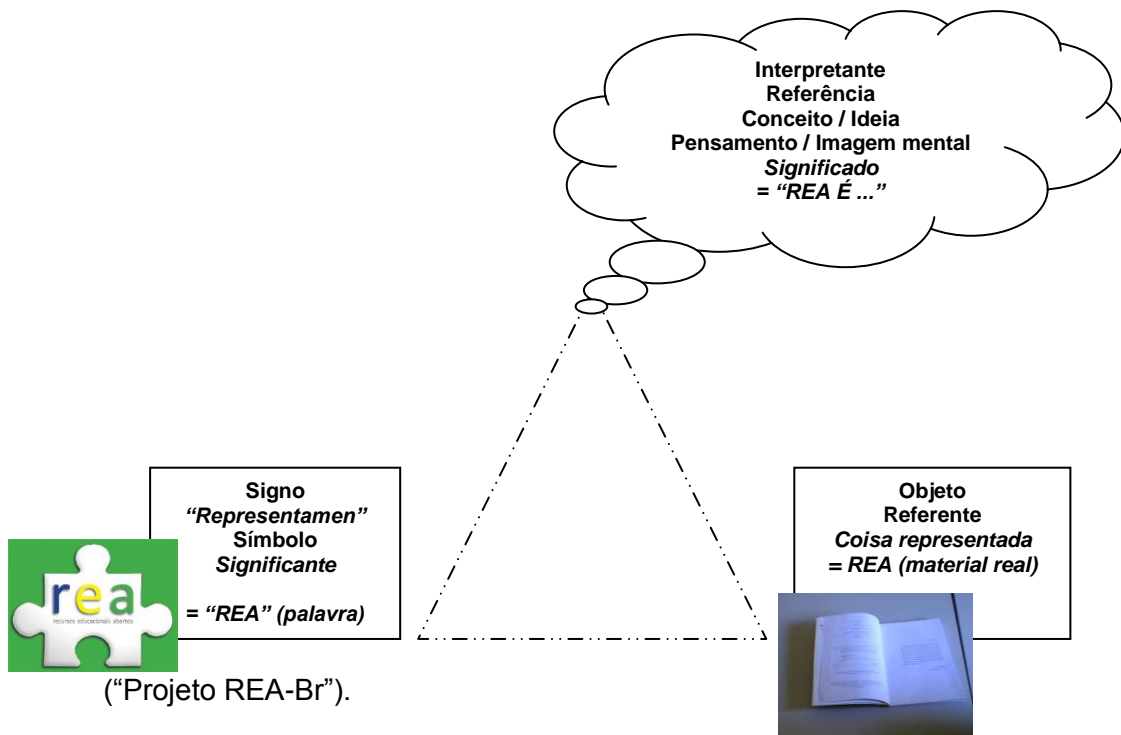 Interpretante
Referência
Conceito / Ideia
Pensamento / Imagem mental
Significado
= “REA É ...”
Signo
“Representamen”
Símbolo
Significante
= “REA” (palavra)
rea
recursos educacionais abertos
(“Projeto REA-Br”).
Objeto
Referente
Coisa representada
= REA (material real)